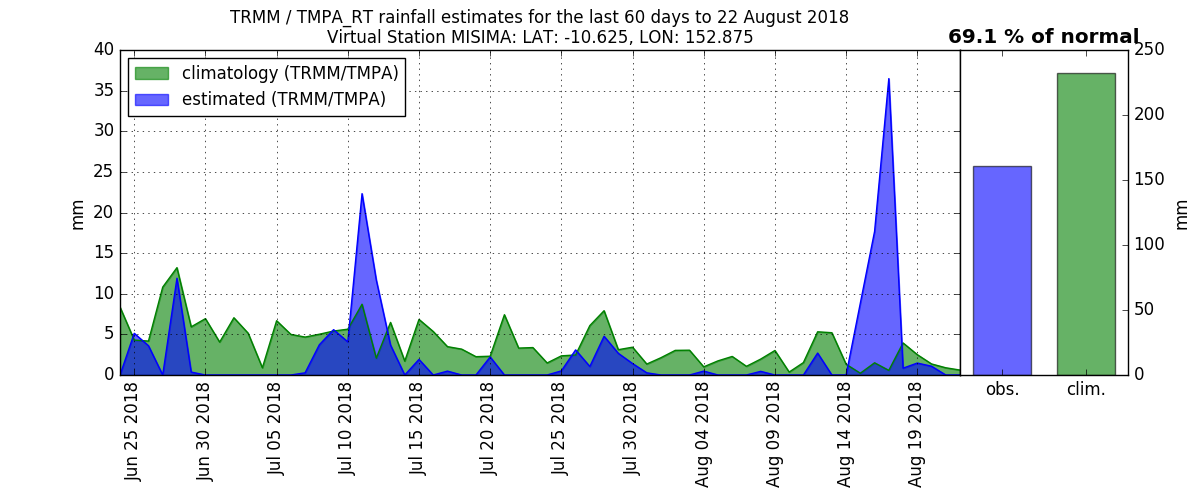 TRMM / TMPA_RT rainfall estimates for the last 60 days to 22 August 2018
Virtual Station MISIMA: LAT: -10.625, LON: 152.875
69.1 % of normal
climatology (TRMM/TMPA)
estimated (TRMM/TMPA)
40
35
30
25
20
15
10
5
0
mm
Jun 25 2018
Jun 30 2018
Jul 05 2018
Jul 10 2018
Jul 15 2018
Jul 20 2018
Jul 25 2018
Jul 30 2018
Aug 04 2018
Aug 09 2018
Aug 14 2018
Aug 19 2018
obs.
clim.
250
200
150
100
50
0
mm